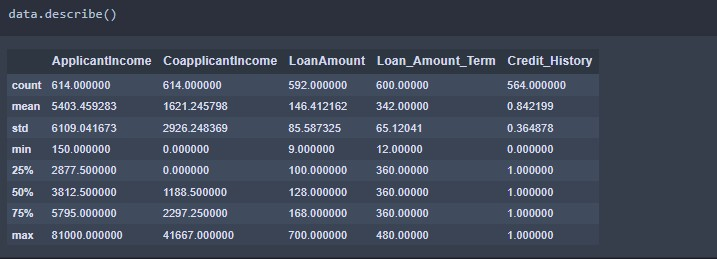 data.describe()
ApplicantIncome CoapplicantIncome LoanAmount Loan_Amount_Term Credit_History
count 614.000000 614.000000 592.000000 600.00000 564.000000
mean 5403.459283 1621.245798 146.412162 342.00000 0.842199
std 6109.041673 2926.248369 85.587325 65.12041 0.364878
min 150.000000 0.000000 9.000000 12.00000 0.000000
25% 2877.500000 0.000000 100.000000 360.00000 1.000000
50% 3812.500000 1188.500000 128.000000 360.00000 1.000000
75% 5795.000000 2297.250000 168.000000 360.00000 1.000000
max 81000.000000 41667.000000 700.000000 480.00000 1.000000